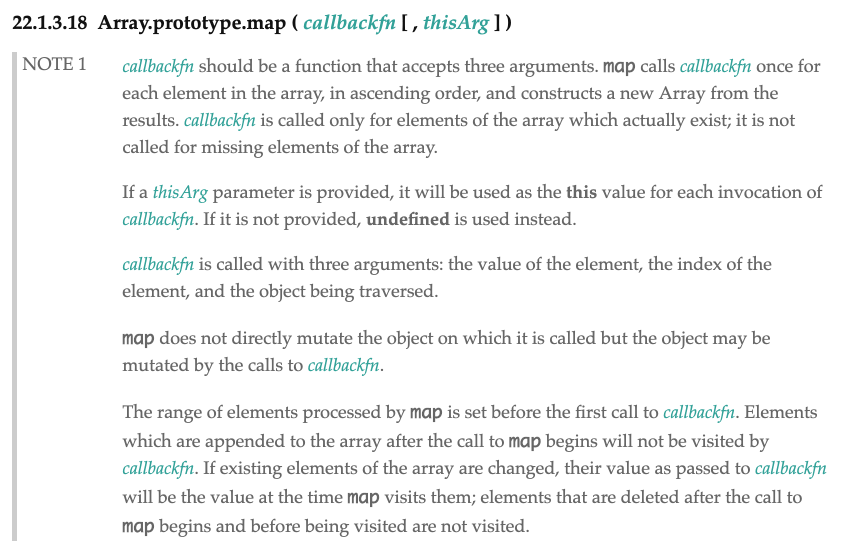 22.1.3.18 Array.prototype.map ( callbackfn [ , thisArg ] )
NOTE 1 callbackfn should be a function that accepts three arguments. map calls callbackfn once for
each element in the array, in ascending order, and constructs a new Array from the
results. callbackfn is called only for elements of the array which actually exist; it is not
called for missing elements of the array.
If a thisArg parameter is provided, it will be used as the this value for each invocation of
callbackfn. If it is not provided, undefined is used instead.
callbackfn is called with three arguments: the value of the element, the index of the
element, and the object being traversed.
map does not directly mutate the object on which it is called but the object may be
mutated by the calls to callbackfn.
The range of elements processed by map is set before the first call to callbackfn. Elements
which are appended to the array after the call to map begins will not be visited by
callbackfn. If existing elements of the array are changed, their value as passed to callbackfn
will be the value at the time map visits them; elements that are deleted after the call to
map begins and before being visited are not visited.